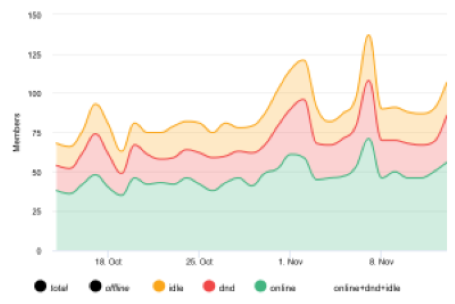 150
125
100
75
50
25
0
Members
18. Oct
25. Oct
1. Nov
8. Nov
total offline idle dnd online online+dnd+idle